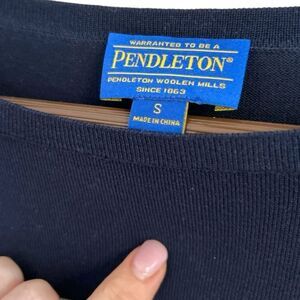 WARRANTED TO BE A
PENDLETON®
PENDLETON WOOLEN MILLS
SINCE 1863
S
MADE IN CHINA